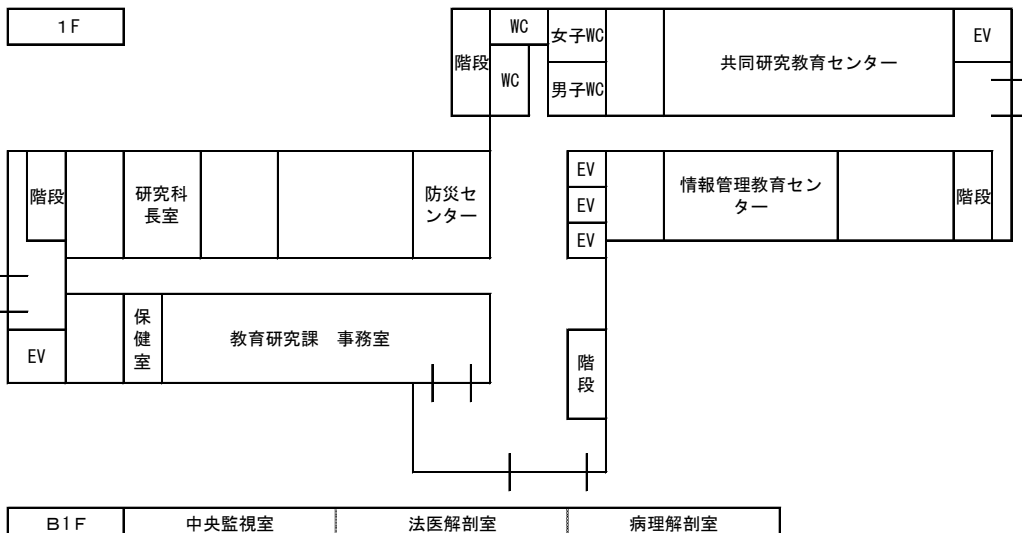 1F
WC
女子WC
EV
階段
共同研究教育センター
WC
男子WC
階段
研究科
長室
防災セ
ンター
EV
EV
EV
情報管理教育セン
ター
階段
保
健
室
教育研究課　事務室
EV
階
段
B1F
中央監視室
法医解剖室
病理解剖室